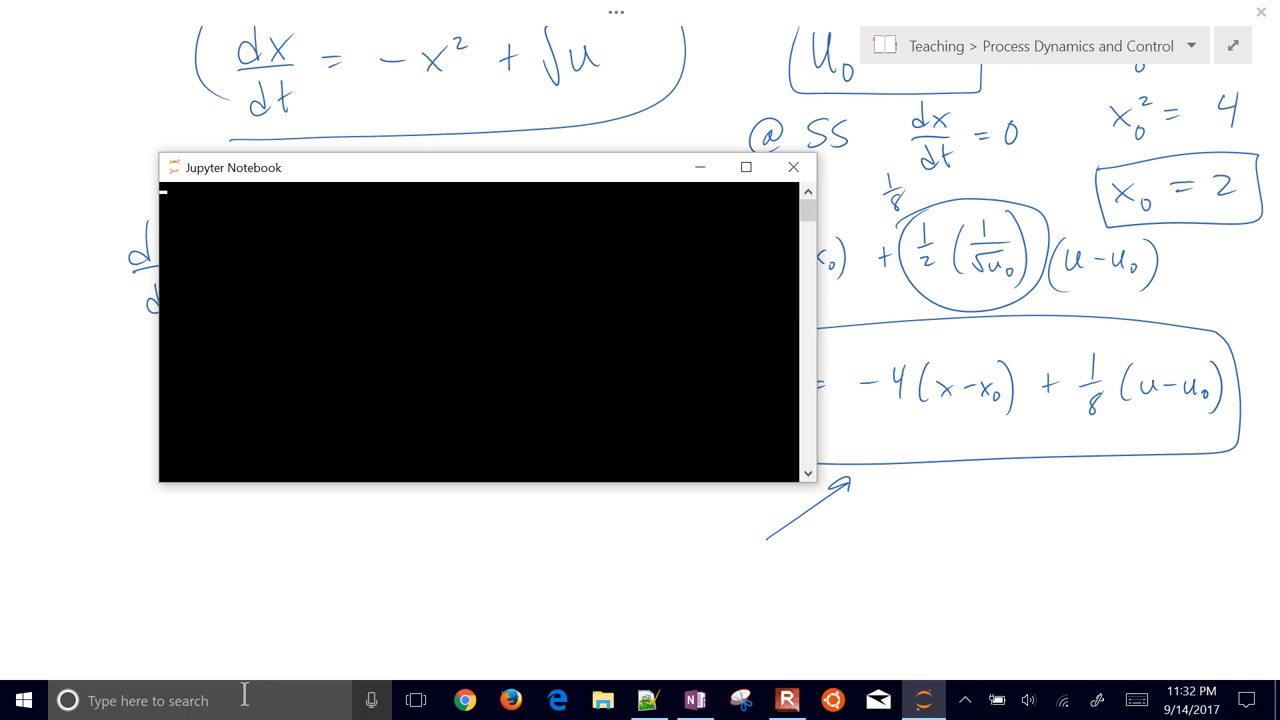 dx/dt = -x² + √u
u₀
Teaching > Process Dynamics and Control
x₀² = 4
@ SS dx/dt = 0
x₀ = 2
Jupyter Notebook
1/8
d
x₀) + 1/2 (1/√u₀) (u - u₀)
d
= -4(x - x₀) + 1/8 (u - u₀)
Type here to search
11:32 PM
9/14/2017